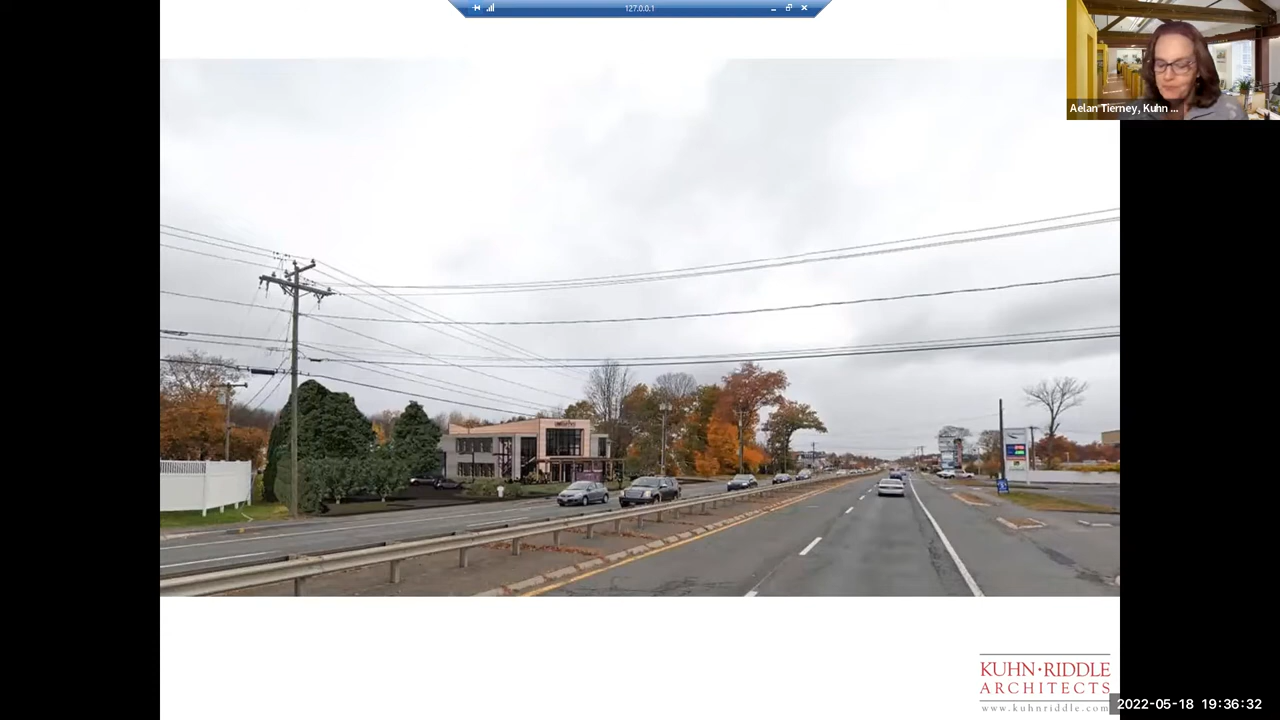 127.0.0.1
Aelan Tierney, Kuhn ...
KUHN·RIDDLE
ARCHITECTS
www.kuhnriddle.com
2022-05-18 19:36:32